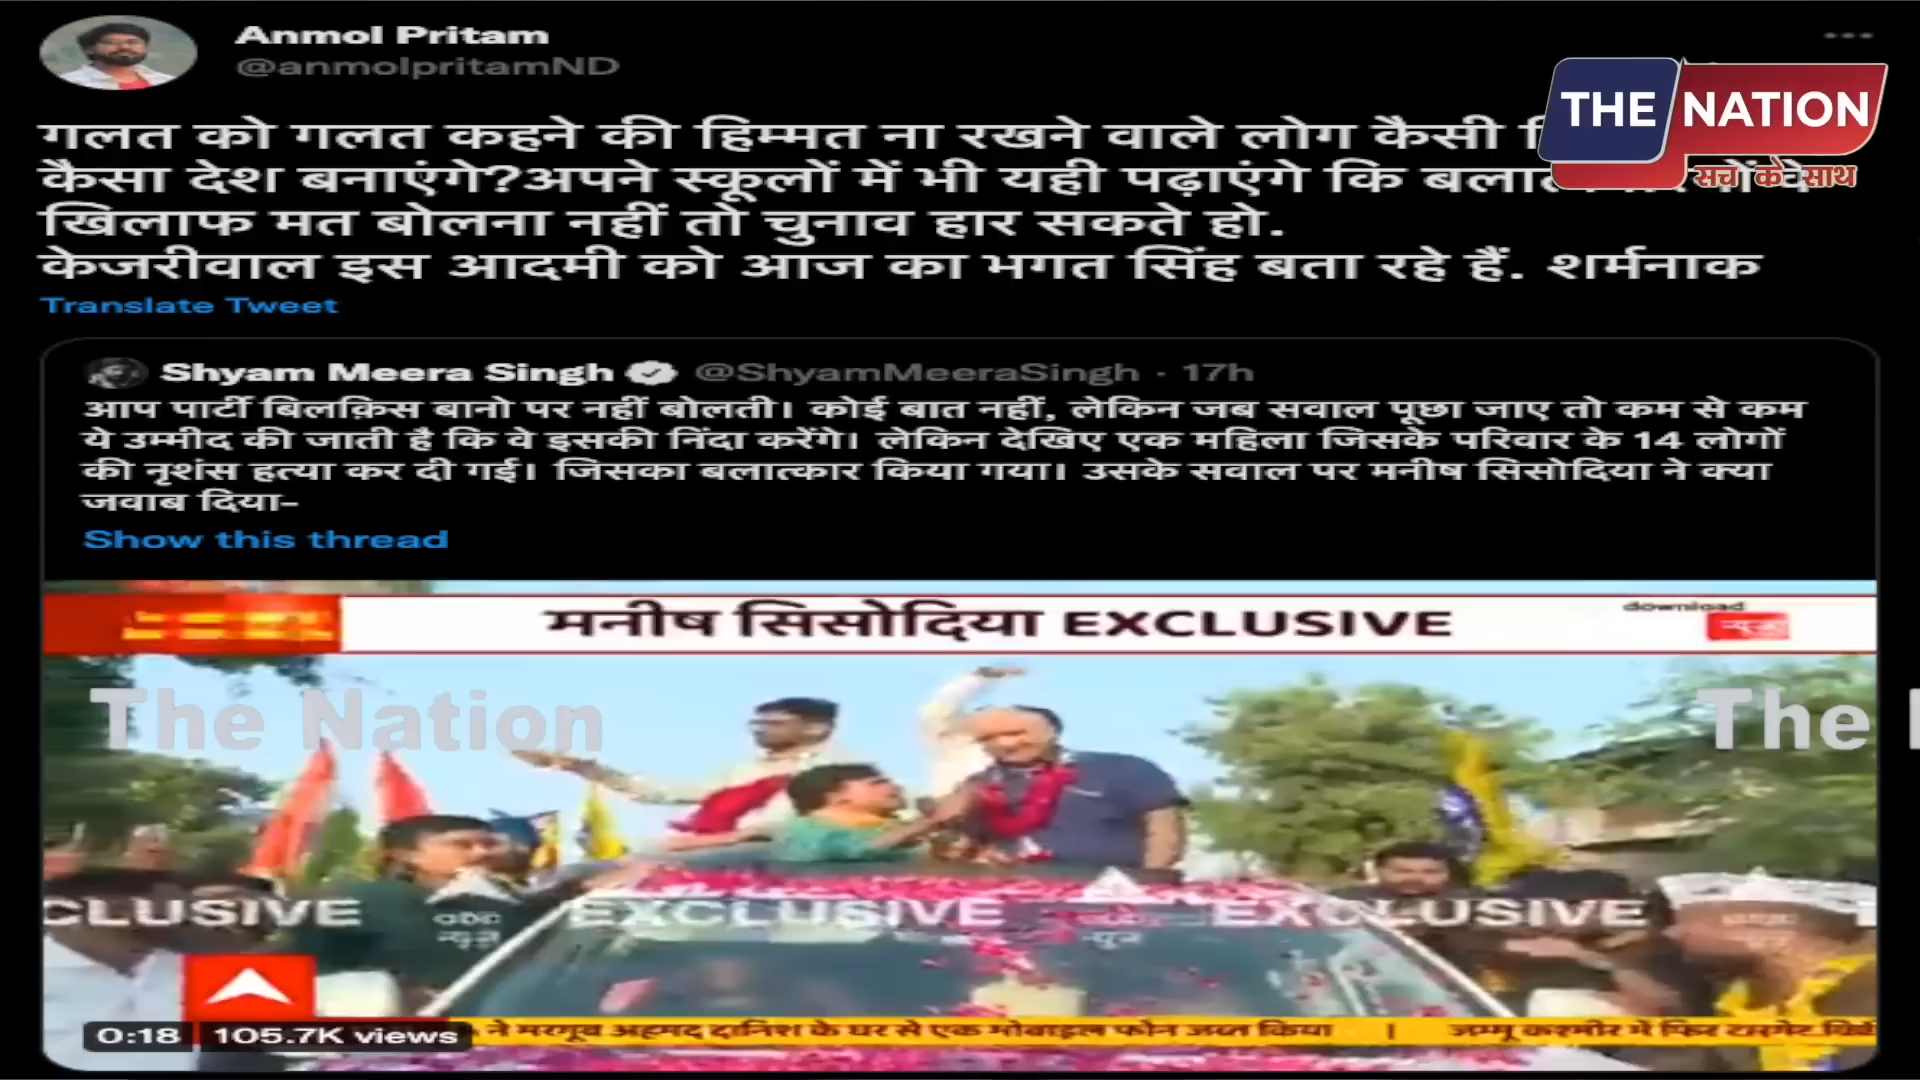 Anmol Pritam
@anmolpritamND
THE NATION
सच के साथ
गलत को गलत कहने की हिम्मत ना रखने वाले लोग कैसी
कैसा देश बनाएंगे?अपने स्कूलों में भी यही पढ़ाएंगे कि
खिलाफ मत बोलना नहीं तो चुनाव हार सकते हो.
केजरीवाल इस आदमी को आज का भगत सिंह बता रहे हैं. शर्मनाक
Translate Tweet
Shyam Meera Singh @ShyamMeeraSingh · 17h
आप पार्टी बिलक़िस बानो पर नहीं बोलती। कोई बात नहीं, लेकिन जब सवाल पूछा जाए तो कम से कम
ये उम्मीद की जाती है कि वे इसकी निंदा करेंगे। लेकिन देखिए एक महिला जिसके परिवार के 14 लोगों
की नृशंस हत्या कर दी गई। जिसका बलात्कार किया गया। उसके सवाल पर मनीष सिसोदिया ने क्या
जवाब दिया-
Show this thread
मनीष सिसोदिया EXCLUSIVE
download
न्यूज़
The Nation The
CLUSIVE EXCLUSIVE EXCLUSIVE
0:18 105.7K views
ने मरगूब अहमद दानिश के घर से एक मोबाइल फोन जब्त किया | जम्मू कश्मीर में फिर टारगेट